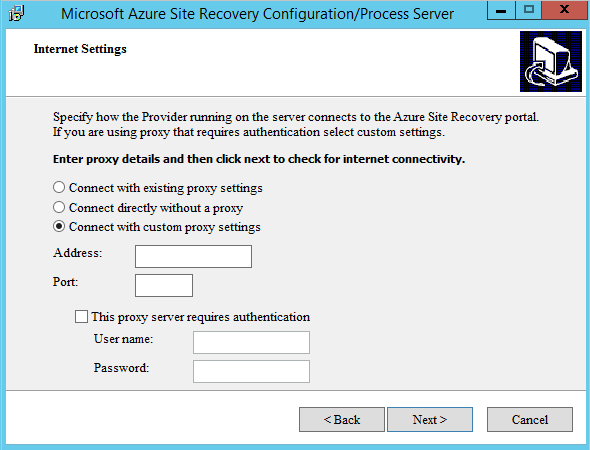 Microsoft Azure Site Recovery Configuration/Process Server
Internet Settings
Specify how the Provider running on the server connects to the Azure Site Recovery portal.
If you are using proxy that requires authentication select custom settings.
Enter proxy details and then click next to check for internet connectivity.
Connect with existing proxy settings
Connect directly without a proxy
Connect with custom proxy settings
Address:
Port:
This proxy server requires authentication
User name:
Password:
< Back Next > Cancel